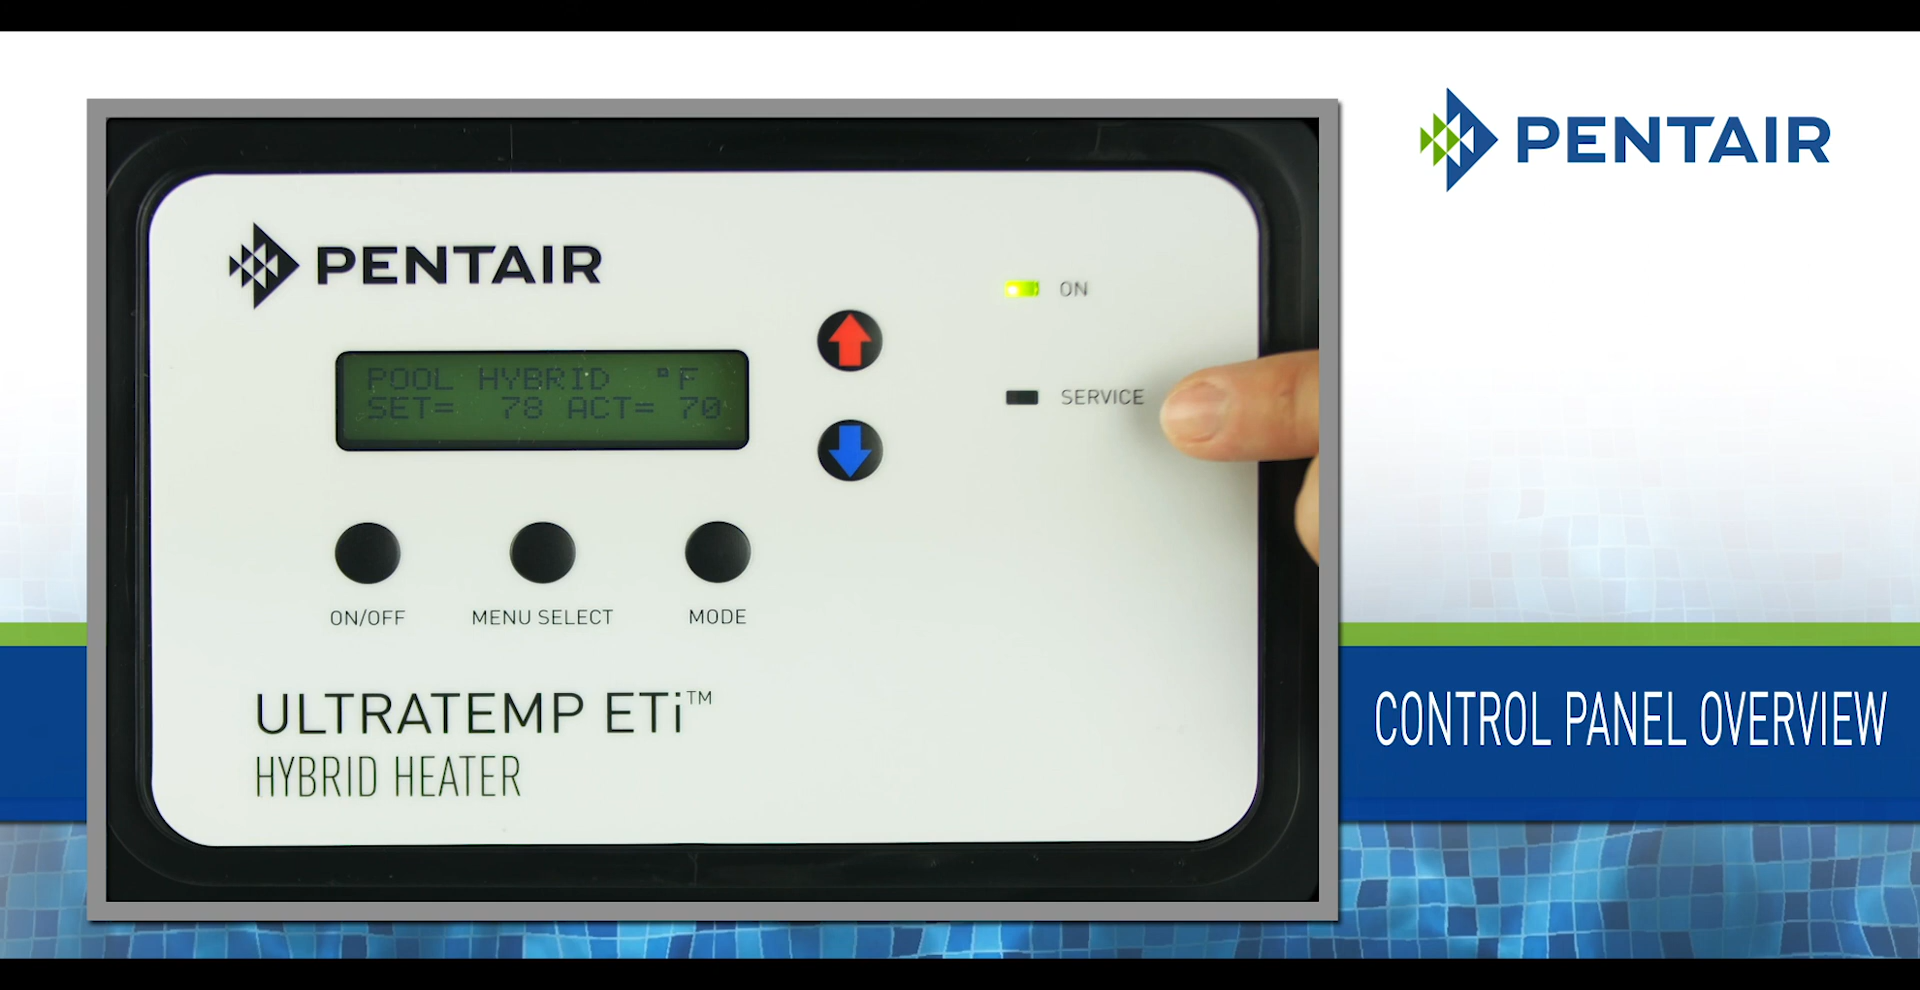 PENTAIR
PENTAIR
ON
POOL HYBRID °F
SET= 78 ACT= 70
SERVICE
ON/OFF
MENU SELECT
MODE
ULTRATEMP ETi™
HYBRID HEATER
CONTROL PANEL OVERVIEW